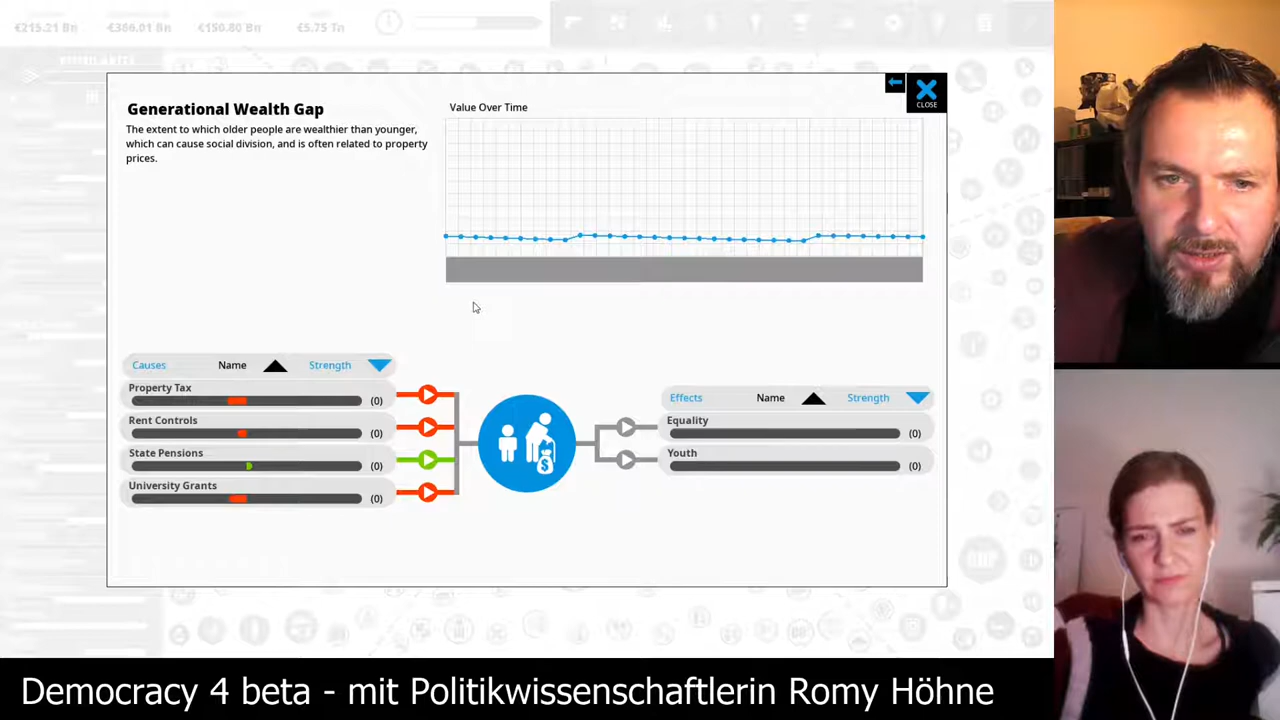 €215.21 Bn €366.01 Bn €150.80 Bn €5.75 Tn
Generational Wealth Gap
The extent to which older people are wealthier than younger,
which can cause social division, and is often related to property
prices.
Value Over Time
CLOSE
Causes Name Strength
Property Tax
(0)
Rent Controls
(0)
State Pensions
(0)
University Grants
(0)
Effects Name Strength
Equality
(0)
Youth
(0)
Democracy 4 beta - mit Politikwissenschaftlerin Romy Höhne